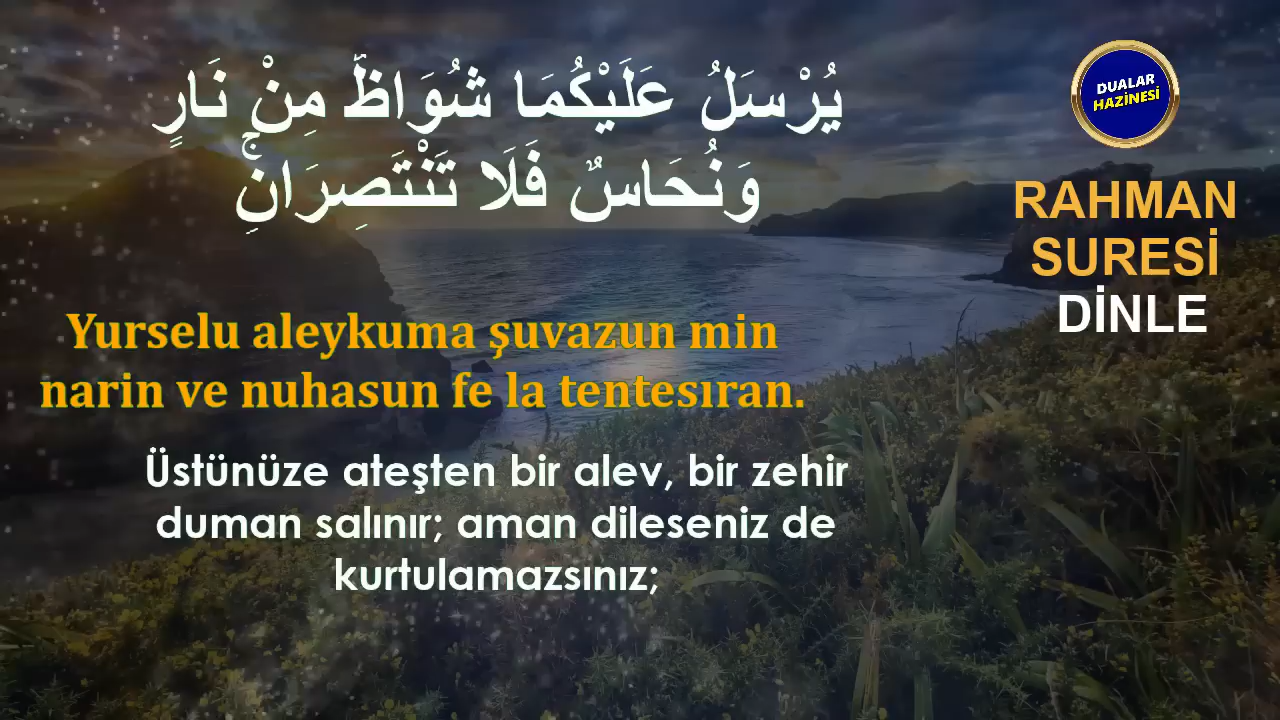 يُرْسَلُ عَلَيْكُمَا شُوَاظٌ مِنْ نَارٍ
وَنُحَاسٌ فَلَا تَنْتَصِرَانِۚ
DUALAR
HAZİNESİ
RAHMAN
SURESİ
DİNLE
Yurselu aleykuma şuvazun min
narin ve nuhasun fe la tentesıran.
Üstünüze ateşten bir alev, bir zehir
duman salınır; aman dileseniz de
kurtulamazsınız;